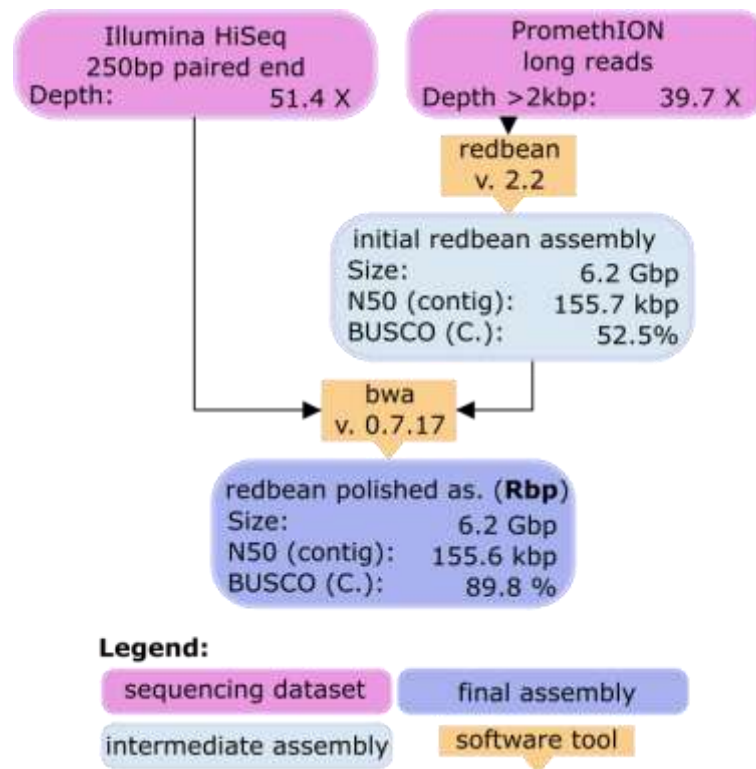 Illumina HiSeq
250bp paired end
Depth: 51.4 X
PromethION
long reads
Depth >2kbp: 39.7 X
redbean
v. 2.2
initial redbean assembly
Size: 6.2 Gbp
N50 (contig): 155.7 kbp
BUSCO (C.): 52.5%
bwa
v. 0.7.17
redbean polished as. (Rbp)
Size: 6.2 Gbp
N50 (contig): 155.6 kbp
BUSCO (C.): 89.8 %
Legend:
sequencing dataset
final assembly
intermediate assembly
software tool